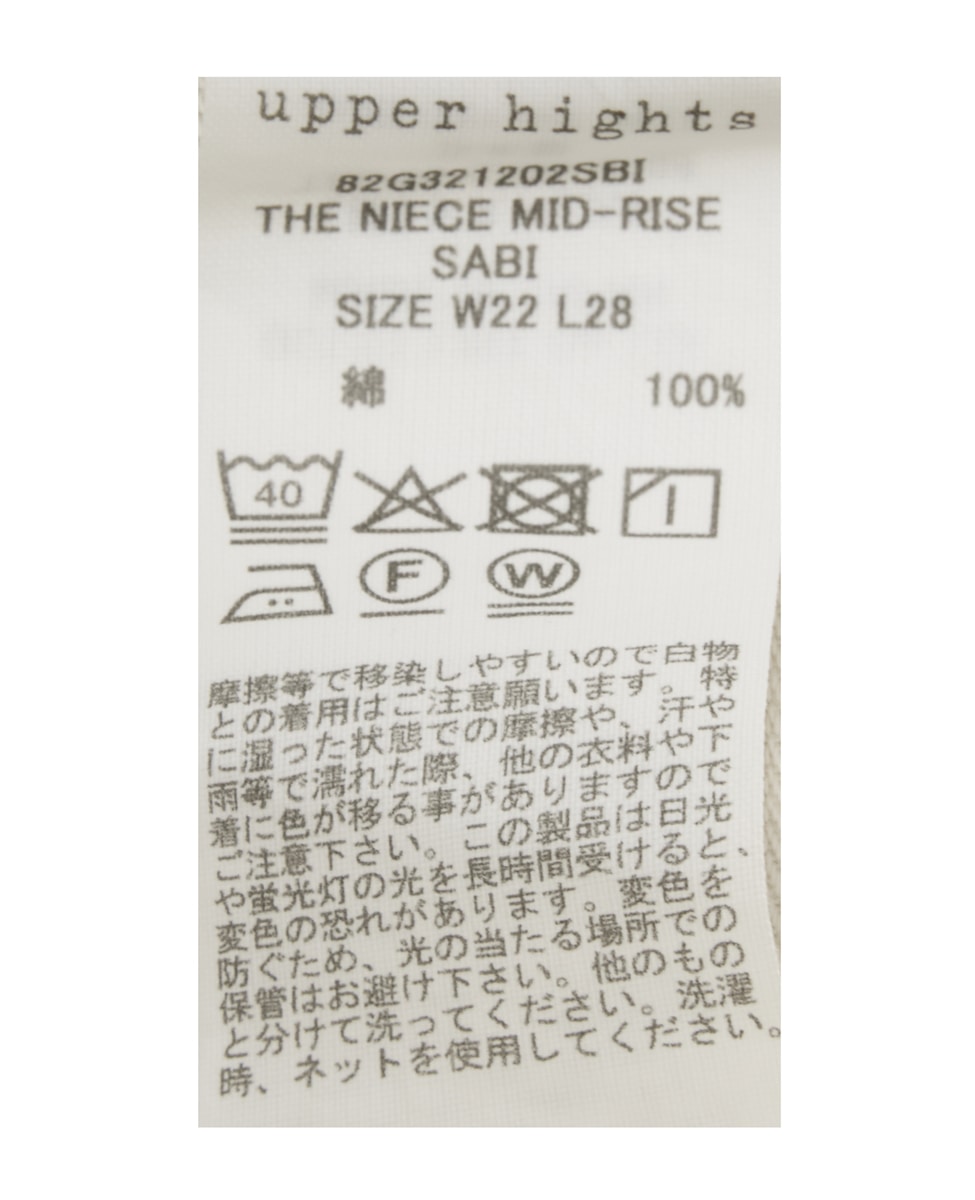 upper hights
82G321202SBI
THE NIECE MID-RISE
SABI
SIZE W22 L28
綿 100%
40
F W
摩擦等で移染しやすいので白物
との着用はご注意願います。特
に湿った状態での摩擦や、汗や
雨等で濡れた際、他の衣料や下
着に色が移る事がありますので
ご注意下さい。この製品は日光
や蛍光灯の光を長時間受けると、
変色の恐れがあります。変色を
防ぐため、光の当たる場所での
保管はお避け下さい。他のもの
と分けて洗ってください。洗濯
時、ネットを使用してください。